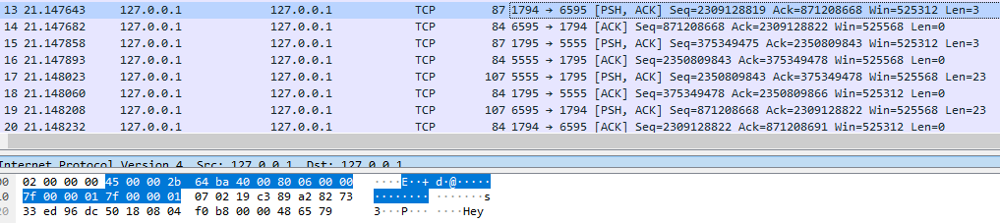 13 21.147643 127.0.0.1 127.0.0.1 TCP 87 1794 → 6595 [PSH, ACK] Seq=2309128819 Ack=871208668 Win=525312 Len=3
14 21.147682 127.0.0.1 127.0.0.1 TCP 84 6595 → 1794 [ACK] Seq=871208668 Ack=2309128822 Win=525568 Len=0
15 21.147858 127.0.0.1 127.0.0.1 TCP 87 1795 → 5555 [PSH, ACK] Seq=375349475 Ack=2350809843 Win=525312 Len=3
16 21.147893 127.0.0.1 127.0.0.1 TCP 84 5555 → 1795 [ACK] Seq=2350809843 Ack=375349478 Win=525568 Len=0
17 21.148023 127.0.0.1 127.0.0.1 TCP 107 5555 → 1795 [PSH, ACK] Seq=2350809843 Ack=375349478 Win=525568 Len=23
18 21.148060 127.0.0.1 127.0.0.1 TCP 84 1795 → 5555 [ACK] Seq=375349478 Ack=2350809866 Win=525312 Len=0
19 21.148208 127.0.0.1 127.0.0.1 TCP 107 6595 → 1794 [PSH, ACK] Seq=871208668 Ack=2309128822 Win=525568 Len=23
20 21.148232 127.0.0.1 127.0.0.1 TCP 84 1794 → 6595 [ACK] Seq=2309128822 Ack=871208691 Win=525312 Len=0
Internet Protocol Version 4, Src: 127.0.0.1, Dst: 127.0.0.1
00 02 00 00 00 45 00 00 2b 64 ba 40 00 80 06 00 00 ····E··+ d·@·····
10 7f 00 00 01 7f 00 00 01 07 02 19 c3 89 a2 82 73 ········ ·······s
20 33 ed 96 dc 50 18 08 04 f0 b8 00 00 48 65 79 3···P··· ····Hey